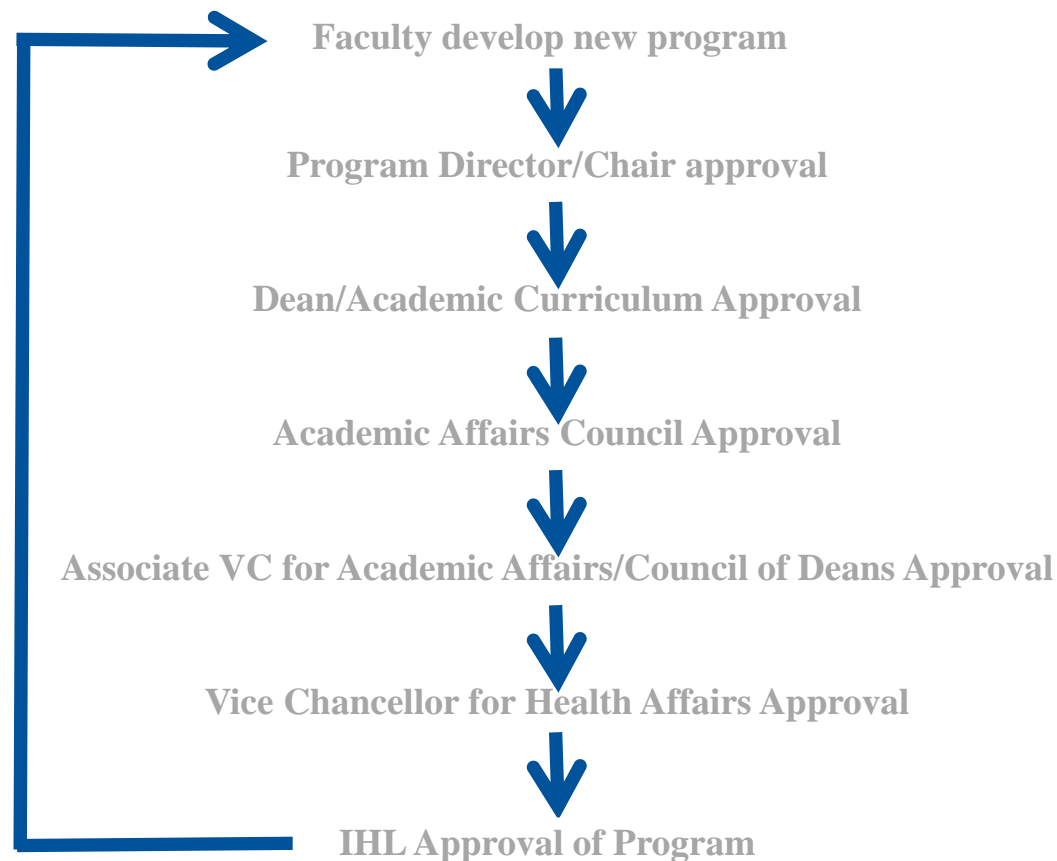 Faculty develop new program
Program Director/Chair approval
Dean/Academic Curriculum Approval
Academic Affairs Council Approval
Associate VC for Academic Affairs/Council of Deans Approval
Vice Chancellor for Health Affairs Approval
IHL Approval of Program